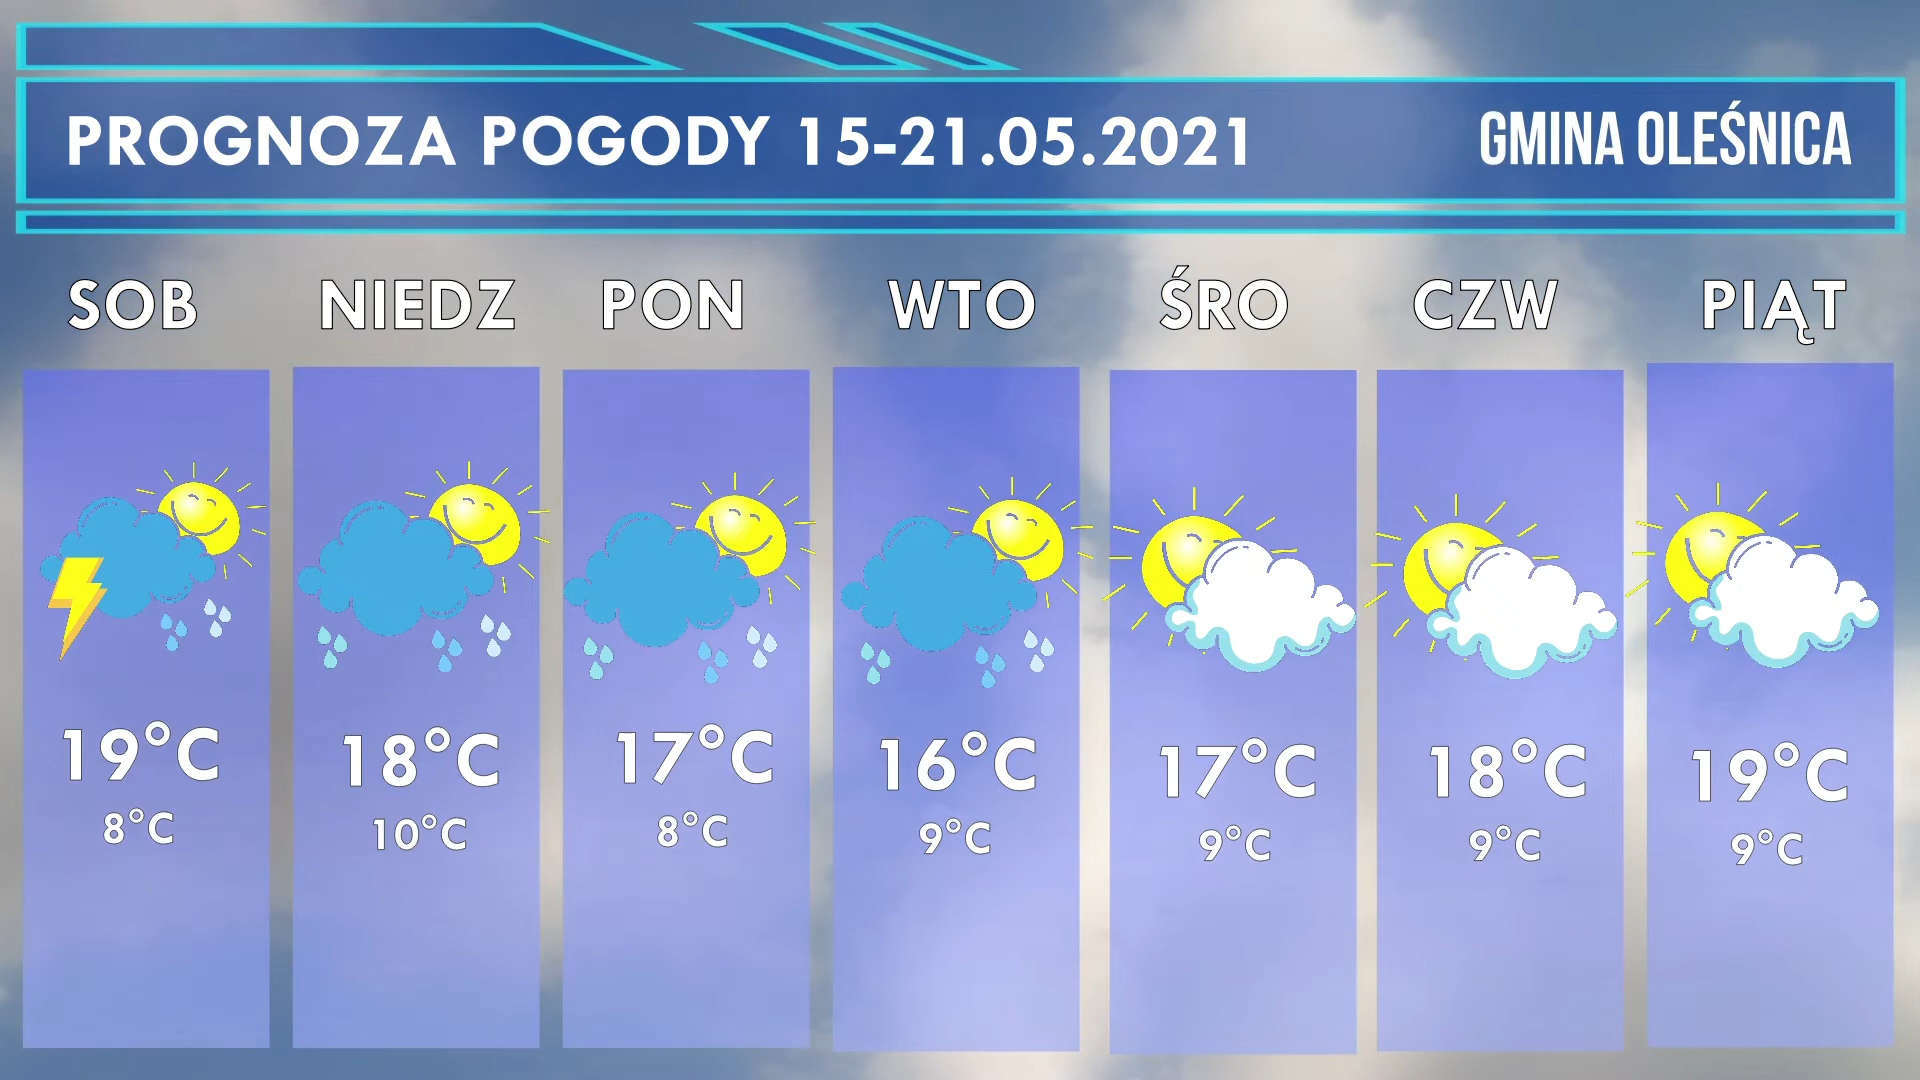 PROGNOZA POGODY 15-21.05.2021
GMINA OLEŚNICA
SOB
NIEDZ
PON
WTO
ŚRO
CZW
PIĄT
19°C
18°C
17°C
16°C
17°C
18°C
19°C
8°C
10°C
8°C
9°C
9°C
9°C
9°C